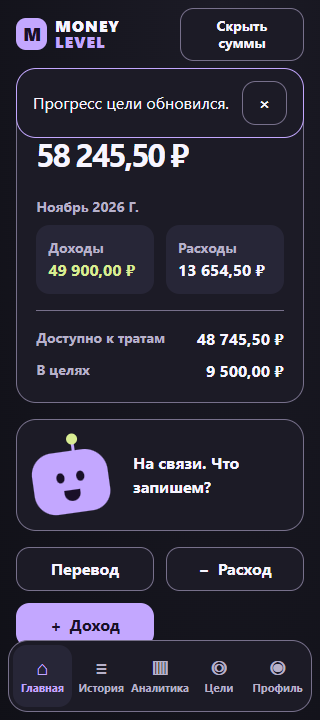 M
MONEY
LEVEL
Скрыть
суммы
Прогресс цели обновился.
×
58 245,50 ₽
Ноябрь 2026 Г.
Доходы
Расходы
49 900,00 ₽
13 654,50 ₽
Доступно к тратам
48 745,50 ₽
В целях
9 500,00 ₽
На связи. Что
запишем?
Перевод
− Расход
+ Доход
Главная
История
Аналитика
Цели
Профиль